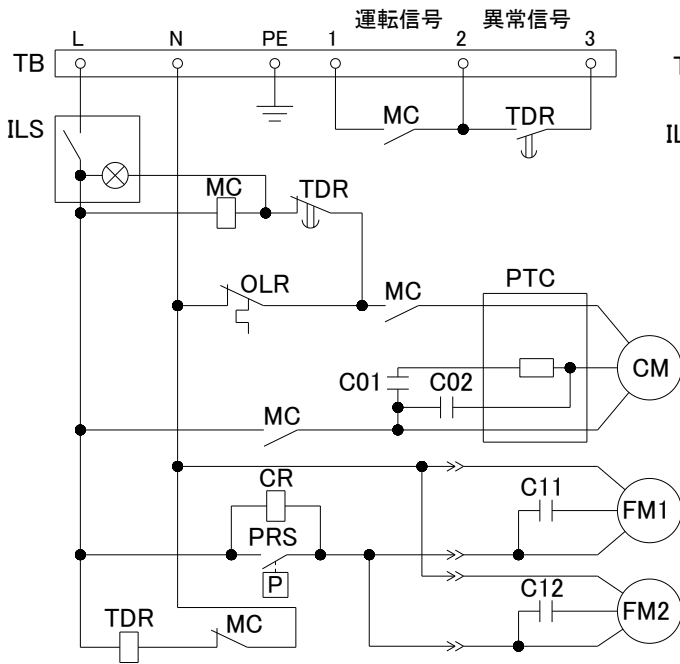 運転信号 異常信号
L N PE 1 2 3
TB
T
MC TDR
ILS
IL
MC TDR
OLR MC PTC
C01 C02 CM
MC
CR C11
FM1
PRS
P
C12
TDR MC FM2